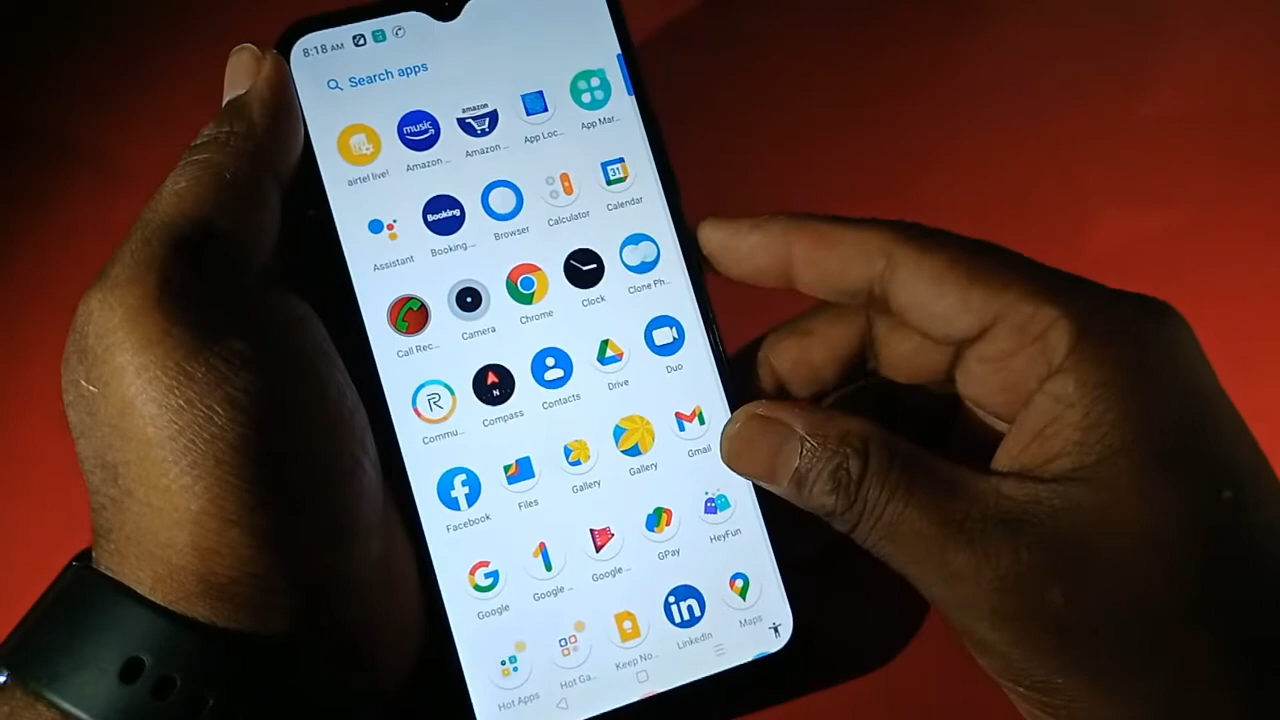 8:18 AM
Search apps
music
amazon
airtel live!
Amazon ...
Amazon ...
App Loc...
App Mar...
Booking
31
Assistant
Booking....
Browser
Calculator
Calendar
Call Rec...
Camera
Chrome
Clock
Clone Ph...
R
N
Commu...
Compass
Contacts
Drive
Duo
f
Facebook
Files
Gallery
Gallery
Gmail
G
Google
Google ...
Google ...
GPay
HeyFun
in
Hot Apps
Hot Ga...
Keep No...
LinkedIn
Maps